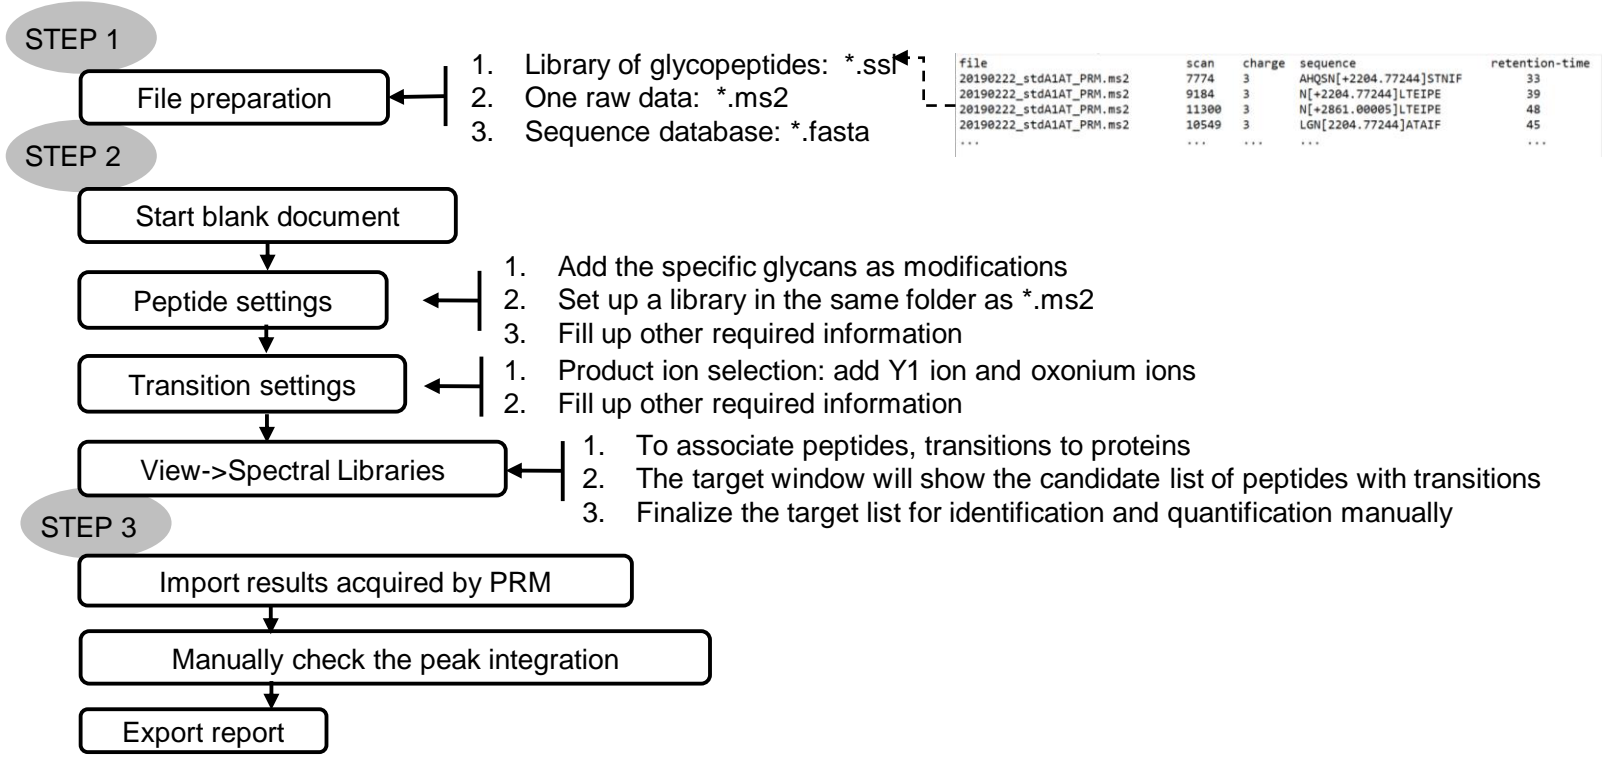 STEP 1
File preparation
1. Library of glycopeptides: *.ssl
2. One raw data: *.ms2
3. Sequence database: *.fasta
file scan charge sequence retention-time
20190222_stdA1AT_PRM.ms2 7774 3 AHQSN[+2204.77244]STNIF 33
20190222_stdA1AT_PRM.ms2 9184 3 N[+2204.77244]LTEIPE 39
20190222_stdA1AT_PRM.ms2 11300 3 N[+2861.00005]LTEIPE 48
20190222_stdA1AT_PRM.ms2 10549 3 LGN[2204.77244]ATAIF 45
... ... ... ... ...
STEP 2
Start blank document
Peptide settings
1. Add the specific glycans as modifications
2. Set up a library in the same folder as *.ms2
3. Fill up other required information
Transition settings
1. Product ion selection: add Y1 ion and oxonium ions
2. Fill up other required information
View->Spectral Libraries
1. To associate peptides, transitions to proteins
2. The target window will show the candidate list of peptides with transitions
3. Finalize the target list for identification and quantification manually
STEP 3
Import results acquired by PRM
Manually check the peak integration
Export report